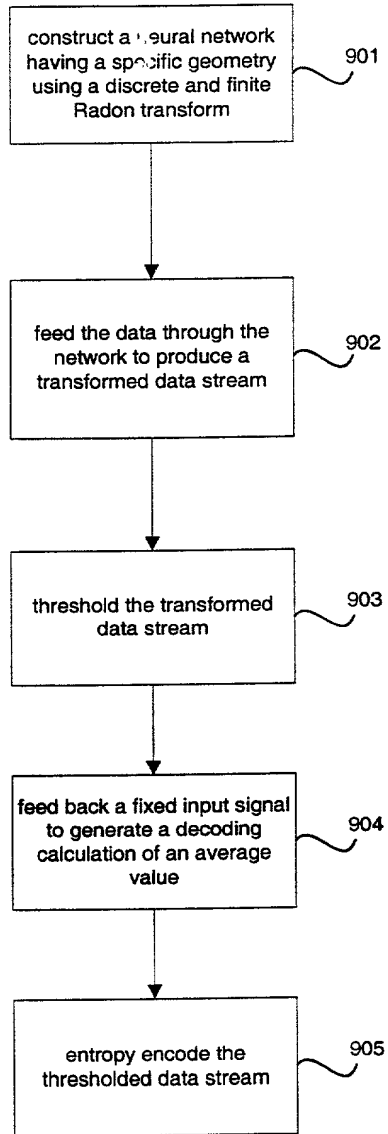 construct a neural network
having a specific geometry
using a discrete and finite
Radon transform
901
feed the data through the
network to produce a
transformed data stream
902
threshold the transformed
data stream
903
feed back a fixed input signal
to generate a decoding
calculation of an average
value
904
entropy encode the
thresholded data stream
905